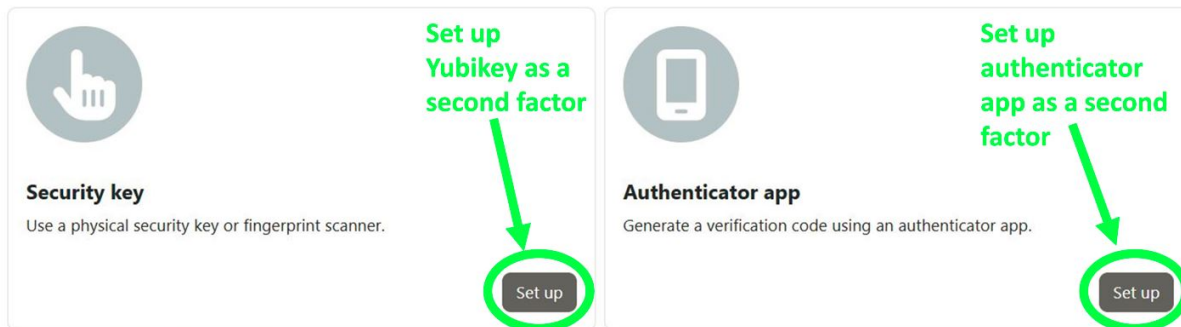 Set up
Yubikey as a
second factor
Security key
Use a physical security key or fingerprint scanner.
Set up
Set up
authenticator
app as a second
factor
Authenticator app
Generate a verification code using an authenticator app.
Set up